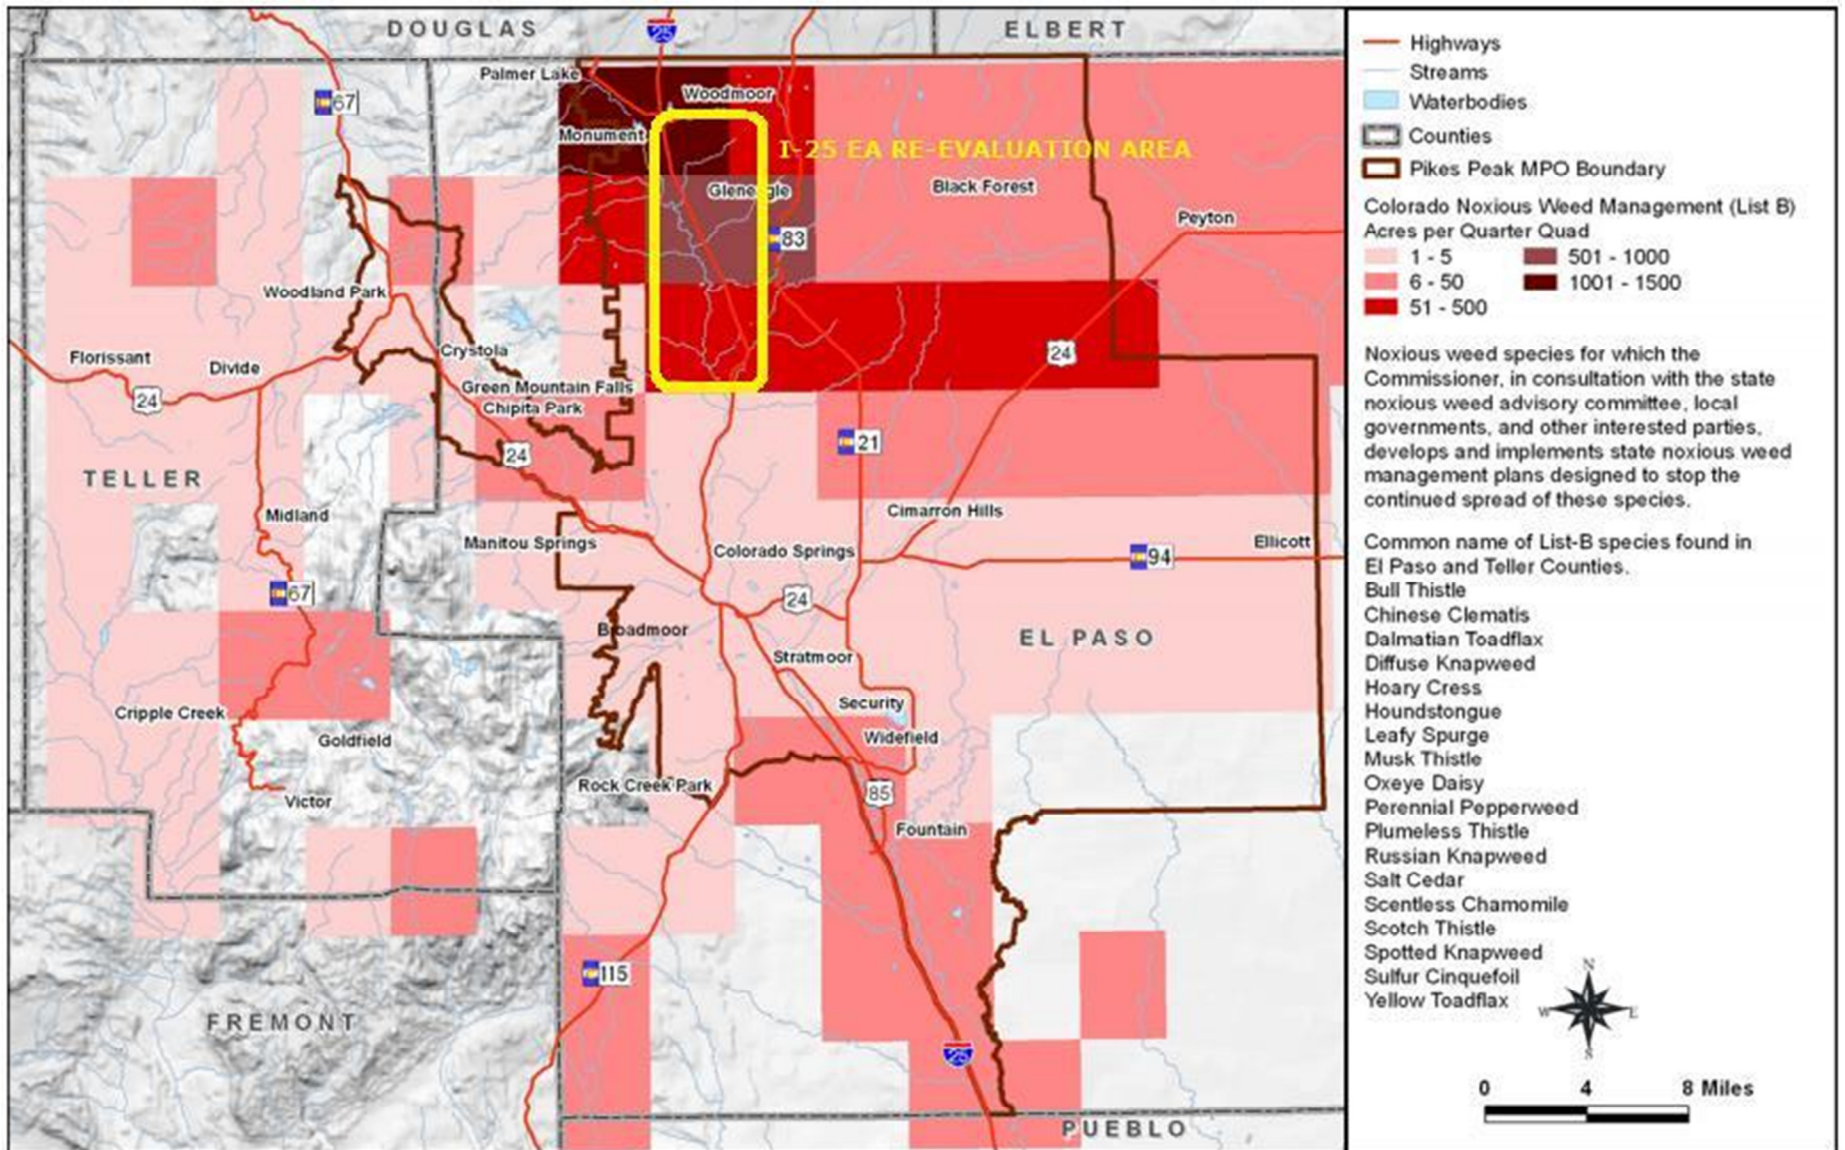 DOUGLAS
25
ELBERT
Palmer Lake
67
Woodmoor
Monument
I-25 EA RE-EVALUATION AREA
Gleneagle
Black Forest
Peyton
83
Woodland Park
Florissant
Divide
Crystola
24
24
Green Mountain Falls
Chipita Park
21
24
TELLER
Midland
Cimarron Hills
Manitou Springs
Colorado Springs
94
Ellicott
67
24
Broadmoor
EL PASO
Stratmoor
Cripple Creek
Security
Goldfield
Widefield
Rock Creek Park
85
Victor
Fountain
115
FREMONT
25
PUEBLO
Highways
Streams
Waterbodies
Counties
Pikes Peak MPO Boundary
Colorado Noxious Weed Management (List B)
Acres per Quarter Quad
1 - 5
501 - 1000
6 - 50
1001 - 1500
51 - 500
Noxious weed species for which the
Commissioner, in consultation with the state
noxious weed advisory committee, local
governments, and other interested parties,
develops and implements state noxious weed
management plans designed to stop the
continued spread of these species.
Common name of List-B species found in
El Paso and Teller Counties.
Bull Thistle
Chinese Clematis
Dalmatian Toadflax
Diffuse Knapweed
Hoary Cress
Houndstongue
Leafy Spurge
Musk Thistle
Oxeye Daisy
Perennial Pepperweed
Plumeless Thistle
Russian Knapweed
Salt Cedar
Scentless Chamomile
Scotch Thistle
Spotted Knapweed
Sulfur Cinquefoil
Yellow Toadflax
N
W
E
S
0 4 8 Miles